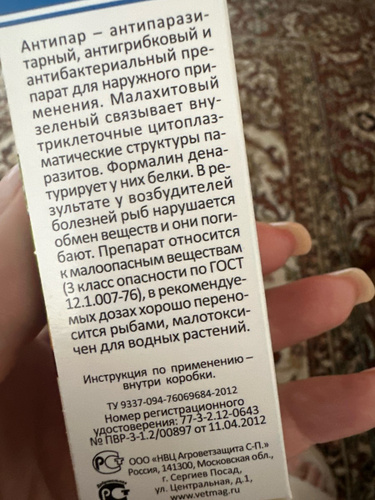 Антипар – антипарази-
тарный, антигрибковый и
антибактериальный пре-
парат для наружного при-
менения. Малахитовый
зеленый связывает вну-
триклеточные цитоплаз-
матические структуры па-
разитов. Формалин дена-
турирует у них белки. В ре-
зультате у возбудителей
болезней рыб нарушается
обмен веществ и они поги-
бают. Препарат относится
к малоопасным веществам
(3 класс опасности по ГОСТ
12.1.007-76), в рекомендуе-
мых дозах хорошо перено-
сится рыбами, малотокси-
чен для водных растений.
Инструкция по применению –
внутри коробки.
ТУ 9337-094-76069684-2012
Номер регистрационного
удостоверения: 77-3-2.12-0643
№ ПВР-3-1.2/00897 от 11.04.2012
ООО «НВЦ Агроветзащита С-П.»
Россия, 141300, Московская обл.,
г. Сергиев Посад,
ул. Центральная, д.1,
www.vetmag.ru